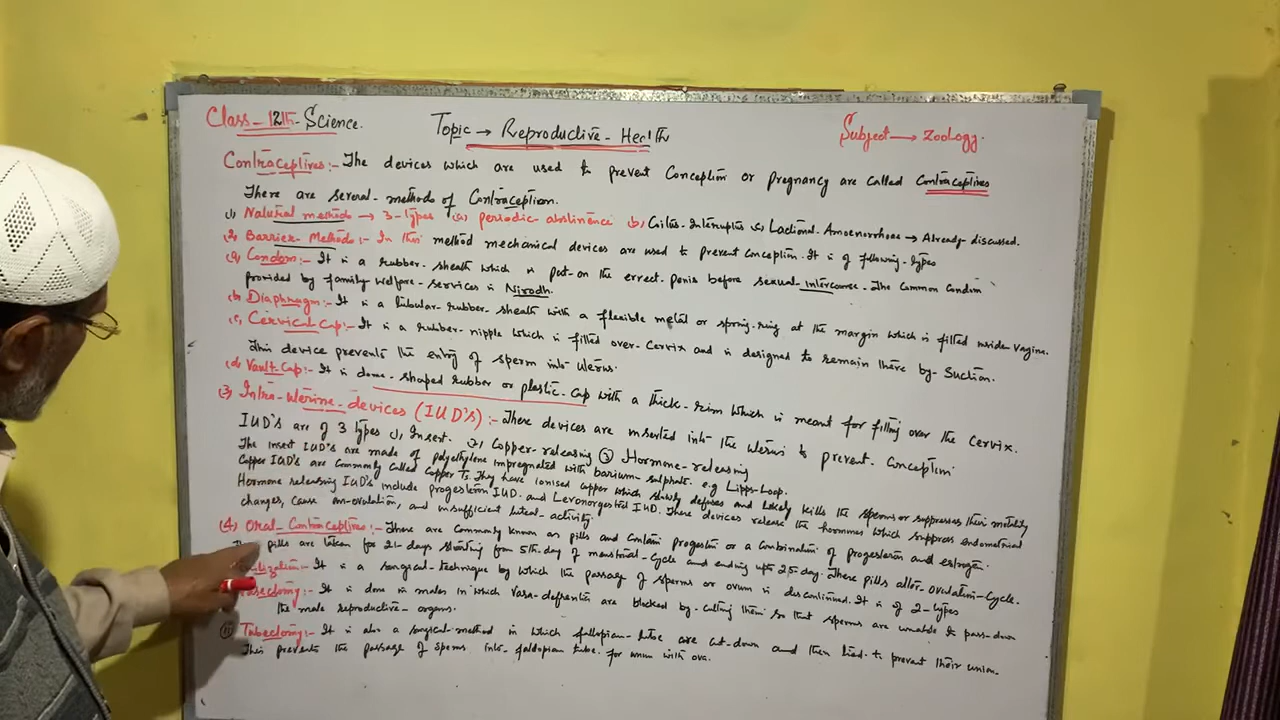 Class-12th-Science.
Topic → Reproductive-Health
Subject → Zoology.
Contraceptives:- The devices which are used to prevent Conception or pregnancy are called Contraceptives
There are several-methods of Contraception.
(1) Natural methods → 3-types (a) periodic-abstinence (b) Coitus-Interruptus (c) Lactional-Amoenorrhoea → Already-discussed.
(2) Barrier-Methods:- In this method mechanical devices are used to prevent conception. It is of following-types
(a) Condom:- It is a rubber-sheath which is put-on the errect-penis before sexual-intercourse. The common Condom
provided by family welfare-services is Nirodh.
(b) Diaphragm:- It is a tubular-rubber-sheath with a flexible metal or spring-ring at the margin which is fitted inside vagina.
(c) Cervical-Cap:- It is a rubber-nipple which is fitted over-Cervix and is designed to remain there by-Suction.
This device prevents the entry of sperm into uterus.
(d) Vault-Cap:- It is dome-shaped rubber or plastic-cap with a thick-rim which is meant for filling over the Cervix.
(3) Intra-uterine-devices (IUD's):- These devices are inserted into the uterus to prevent-Conception
IUD's are of 3 types 1, Insert. 2, Copper-releasing 3 Hormone-releasing
The insert IUD's are made of polyethylene impregnated with barium-sulphate. e.g Lipps-Loop.
Copper IUD's are commonly called Copper Ts. They have ionised copper which slowly defuses and kills the sperms or suppresses their motility
Hormone releasing IUD's include progesteron IUD. and Levonorgestrel IUD. These devices release the hormones which suppress endometrial
changes, cause an-ovulation, and insufficient luteal-activity.
(4) Oral-Contraceptives:- These are commonly known as pills and contain progestin or a combination of progesteron and estrogen.
pills are taken for 21-days starting from 5th-day of menstrual-Cycle and ending upto 25-day. These pills alter-ovulation-cycle.
It is a surgical-technique by which the passage of sperms or ovum is discontinued. It is of 2-types
It is done in males in which Vasa-defrentia are blocked by-cutting them so that sperms are unable to pass-down
the male reproductive-organs.
(ii) Tubectomy:- It is also a surgical-method in which fallopian-tube are cut-down and then tied-to prevent their union.
This prevents the passage of sperms into-faldopian tube. for union with ova.